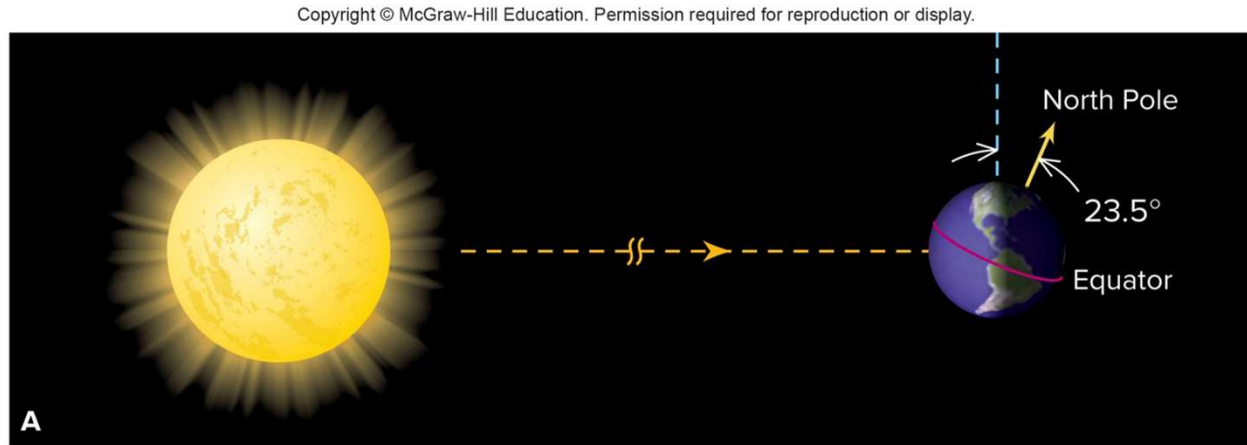 Copyright © McGraw-Hill Education. Permission required for reproduction or display.
North Pole
23.5°
Equator
A